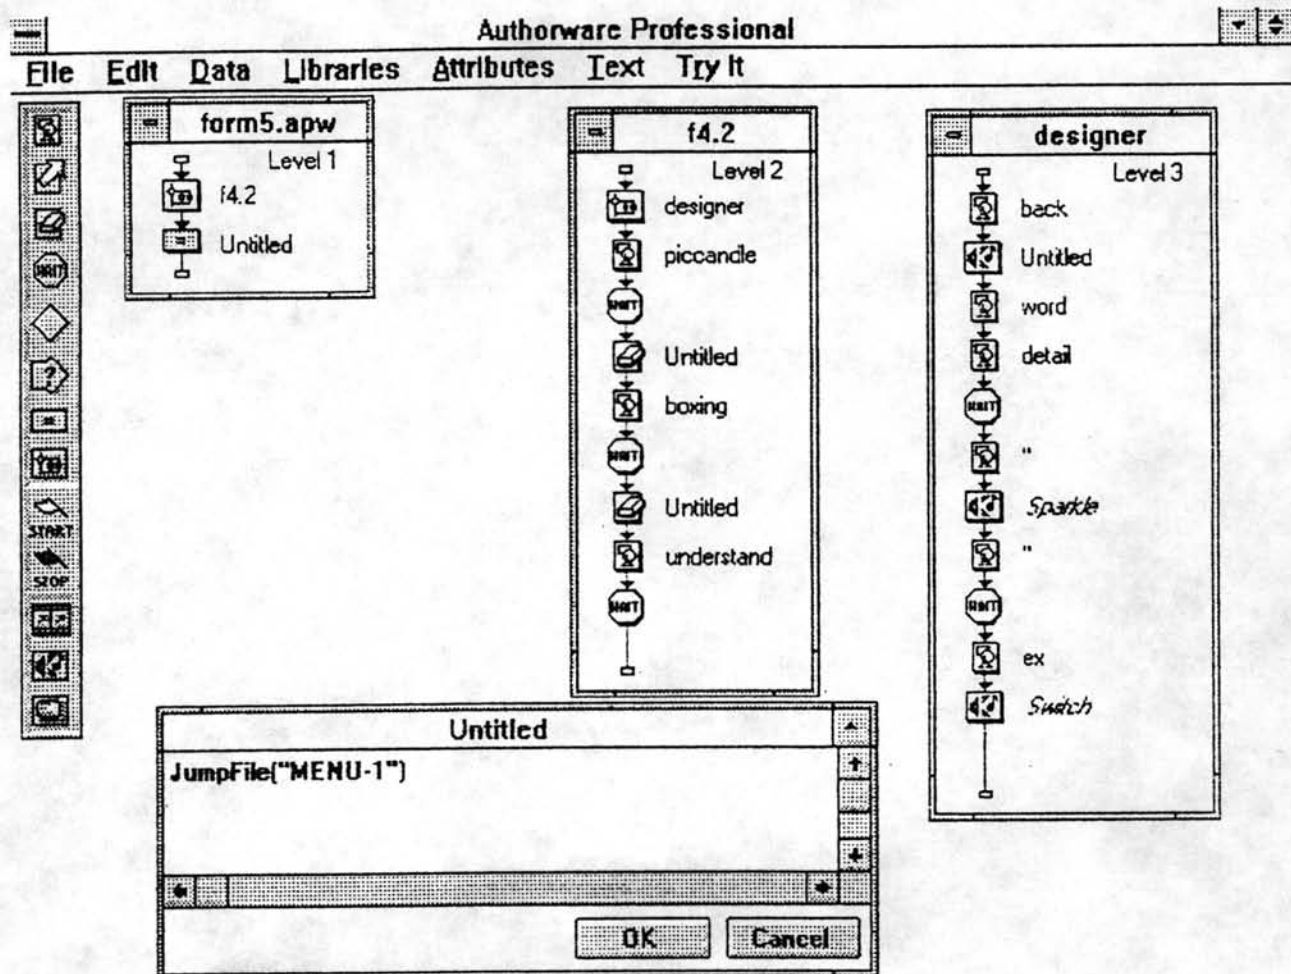 Authorware Professional
File Edit Data Libraries Attributes Text Try It
WAIT
START
STOP
form5.apw
Level 1
f4.2
Untitled
f4.2
Level 2
designer
piccandle
WAIT
Untitled
boxing
WAIT
Untitled
understand
WAIT
designer
Level 3
back
Untitled
word
detail
WAIT
"
Sparkle
"
WAIT
ex
Switch
Untitled
JumpFile("MENU-1")
OK Cancel